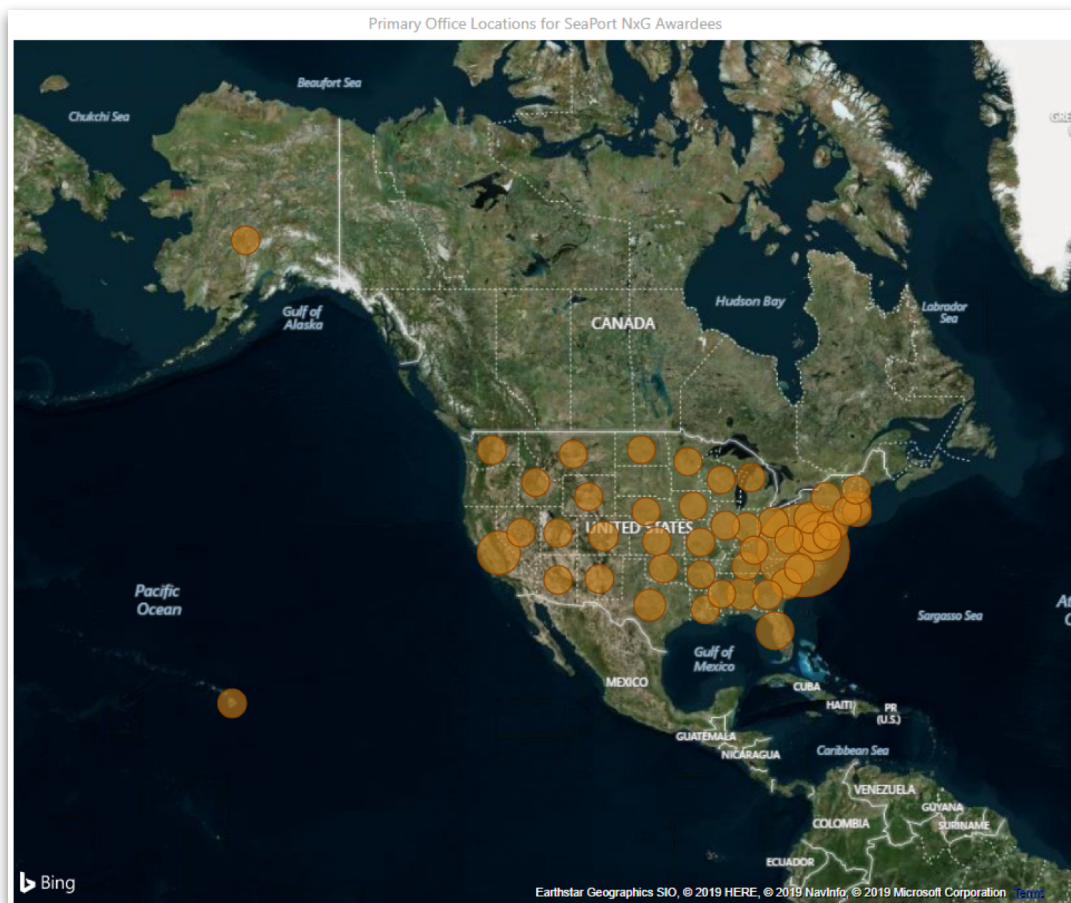 Primary Office Locations for SeaPort NxG Awardees
Beaufort Sea
Chukchi Sea
Gulf of
Alaska
CANADA
Hudson Bay
Labrador
Sea
UNITED STATES
Pacific
Ocean
Sargasso Sea
Gulf of
Mexico
MEXICO
CUBA
HAITI
PR
(U.S.)
GUATEMALA
NICARAGUA
Caribbean Sea
VENEZUELA
GUYANA
COLOMBIA
SURINAME
ECUADOR
Bing
Earthstar Geographics SIO, © 2019 HERE, © 2019 NavInfo, © 2019 Microsoft Corporation Terms